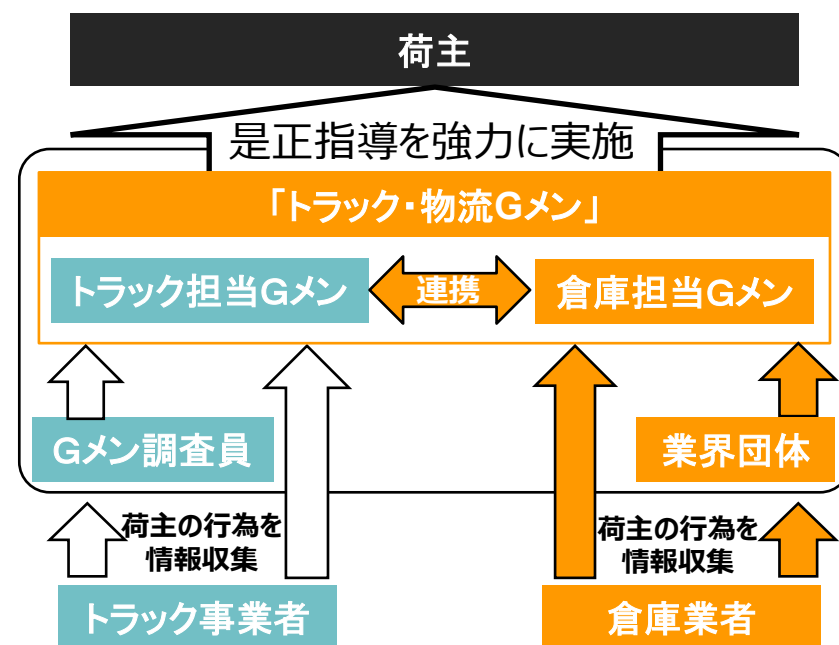 荷主
是正指導を強力に実施
「トラック・物流Gメン」
トラック担当Gメン
連携
倉庫担当Gメン
Gメン調査員
業界団体
荷主の行為を
情報収集
荷主の行為を
情報収集
トラック事業者
倉庫業者